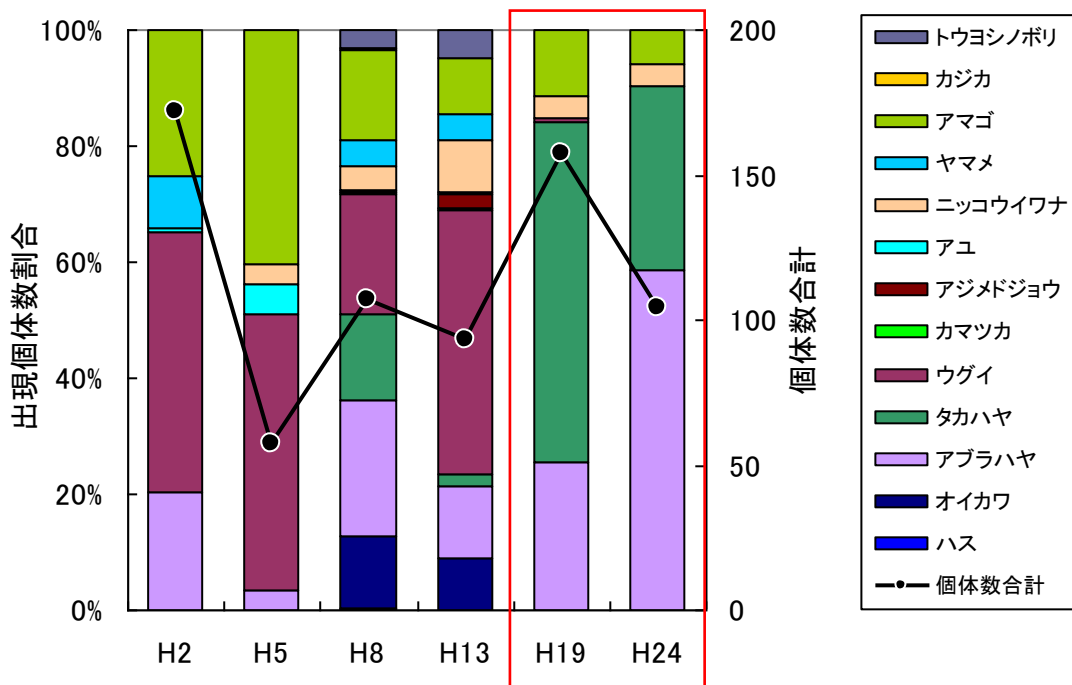 出現個体数割合
100%
80%
60%
40%
20%
0%
200
150
100
50
0
個体数合計
H2
H5
H8
H13
H19
H24
トウヨシノボリ
カジカ
アマゴ
ヤマメ
ニッコウイワナ
アユ
アジメドジョウ
カマツカ
ウグイ
タカハヤ
アブラハヤ
オイカワ
ハス
個体数合計